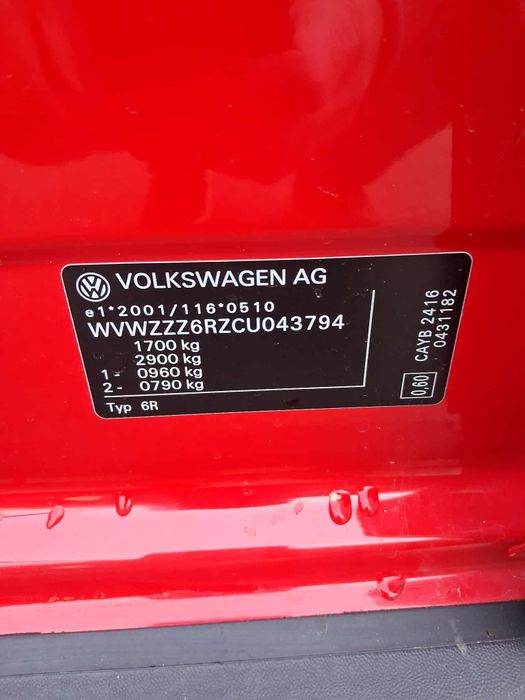 VOLKSWAGEN AG
e1*2001/116*0510
WVWZZZ6RZCU043794
1700 kg
2900 kg
1 - 0960 kg
2 - 0790 kg
Typ 6R
CAYB 2416
0431182
0,60